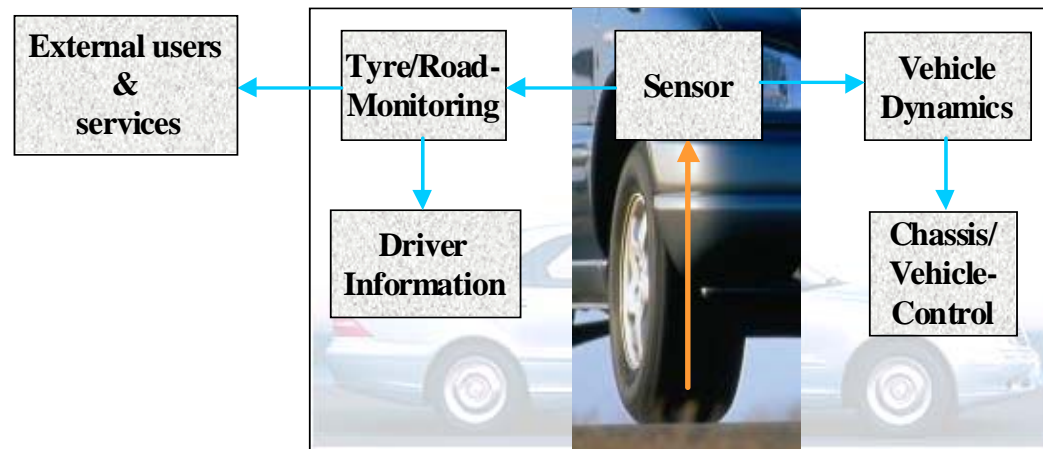 External users
&
services
Tyre/Road-
Monitoring
Sensor
Vehicle
Dynamics
Driver
Information
Chassis/
Vehicle-
Control